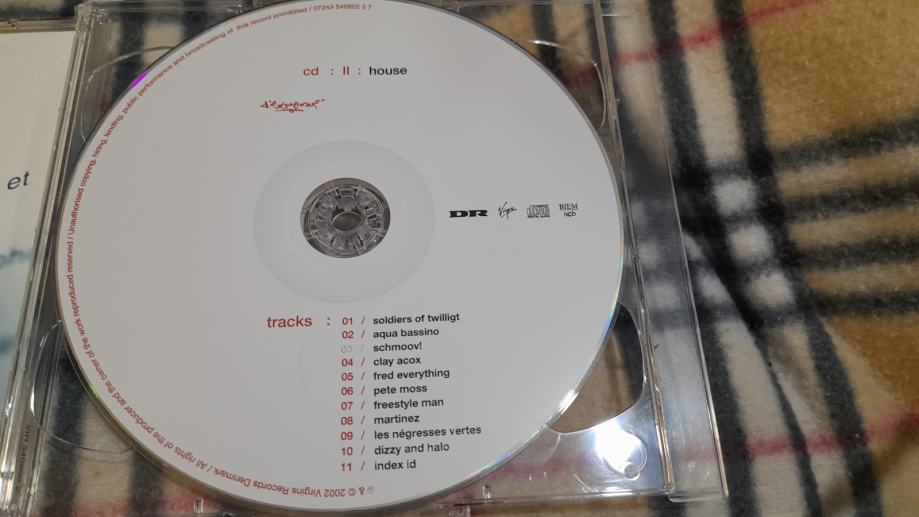 & © 2002 Virgins Records Denmark / All rights of the producer and the owner of the work reproduced reserved / Unauthorised copying, hiring, lending, public performance and broadcasting of this record prohibited / 07243 540802 2 7
cd : II : house
et
DR Virgin COMPACT BIEM
ncb
tracks : 01 / soldiers of twilligt
02 / aqua bassino
03 / schmoov!
04 / clay acox
05 / fred everything
06 / pete moss
07 / freestyle man
08 / martinez
09 / les négresses vertes
10 / dizzy and halo
11 / index id